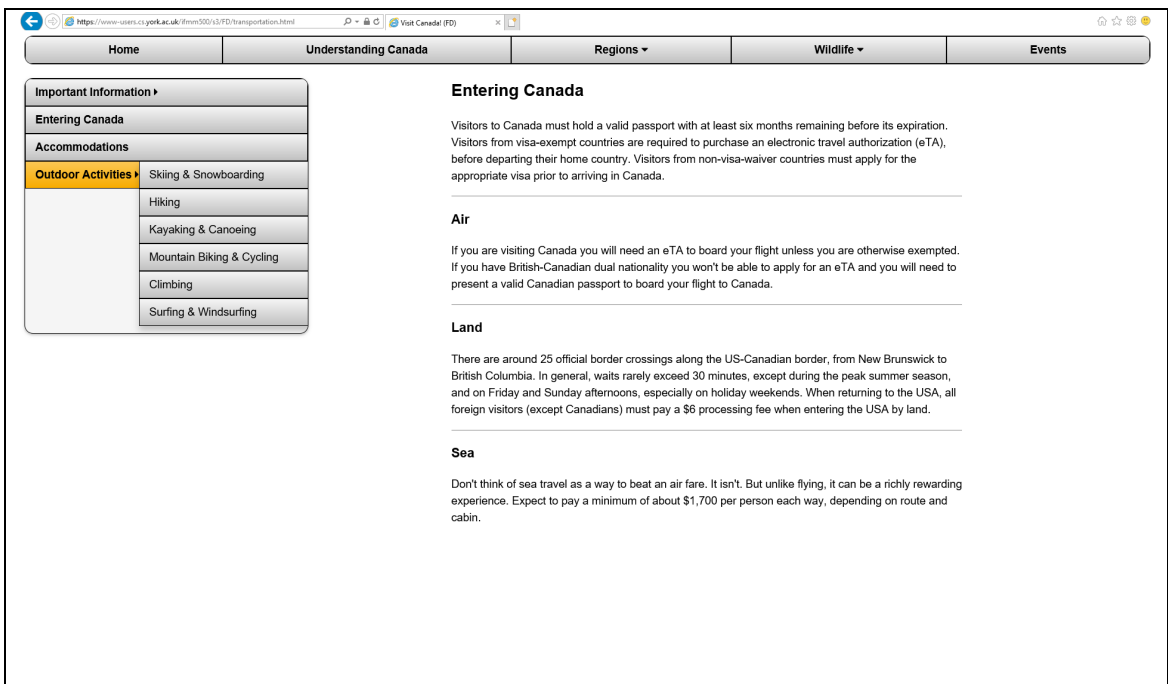 https://www-users.cs.york.ac.uk/ifmm500/s3/FD/transportation.html
Visit Canada! (FD)
Home
Understanding Canada
Regions
Wildlife
Events
Important Information
Entering Canada
Accommodations
Outdoor Activities
Skiing & Snowboarding
Hiking
Kayaking & Canoeing
Mountain Biking & Cycling
Climbing
Surfing & Windsurfing
Entering Canada
Visitors to Canada must hold a valid passport with at least six months remaining before its expiration.
Visitors from visa-exempt countries are required to purchase an electronic travel authorization (eTA),
before departing their home country. Visitors from non-visa-waiver countries must apply for the
appropriate visa prior to arriving in Canada.
Air
If you are visiting Canada you will need an eTA to board your flight unless you are otherwise exempted.
If you have British-Canadian dual nationality you won't be able to apply for an eTA and you will need to
present a valid Canadian passport to board your flight to Canada.
Land
There are around 25 official border crossings along the US-Canadian border, from New Brunswick to
British Columbia. In general, waits rarely exceed 30 minutes, except during the peak summer season,
and on Friday and Sunday afternoons, especially on holiday weekends. When returning to the USA, all
foreign visitors (except Canadians) must pay a $6 processing fee when entering the USA by land.
Sea
Don't think of sea travel as a way to beat an air fare. It isn't. But unlike flying, it can be a richly rewarding
experience. Expect to pay a minimum of about $1,700 per person each way, depending on route and
cabin.